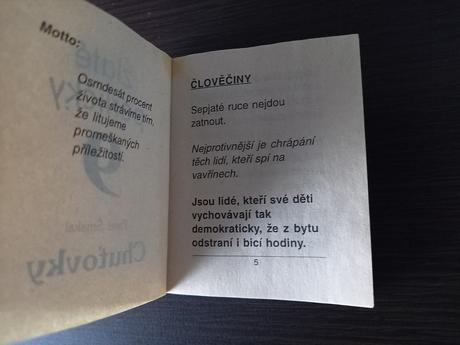 Motto:
Osmdesát procent
života strávíme tím,
že litujeme
promeškaných
příležitostí.
ČLOVĚČINY
Sepjaté ruce nejdou
zatnout.
Nejprotivnější je chrápání
těch lidí, kteří spí na
vavřínech.
Jsou lidé, kteří své děti
vychovávají tak
demokraticky, že z bytu
odstraní i bicí hodiny.
5
Chuťovky